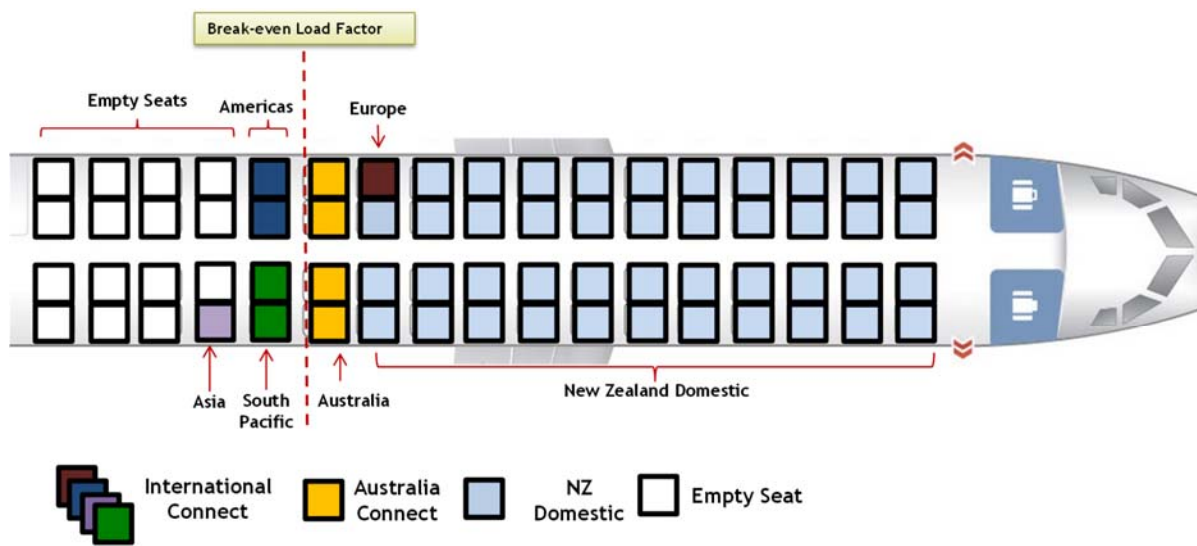 Break-even Load Factor
Empty Seats
Americas
Europe
Asia
South
Pacific
Australia
New Zealand Domestic
International
Connect
Australia
Connect
NZ
Domestic
Empty Seat